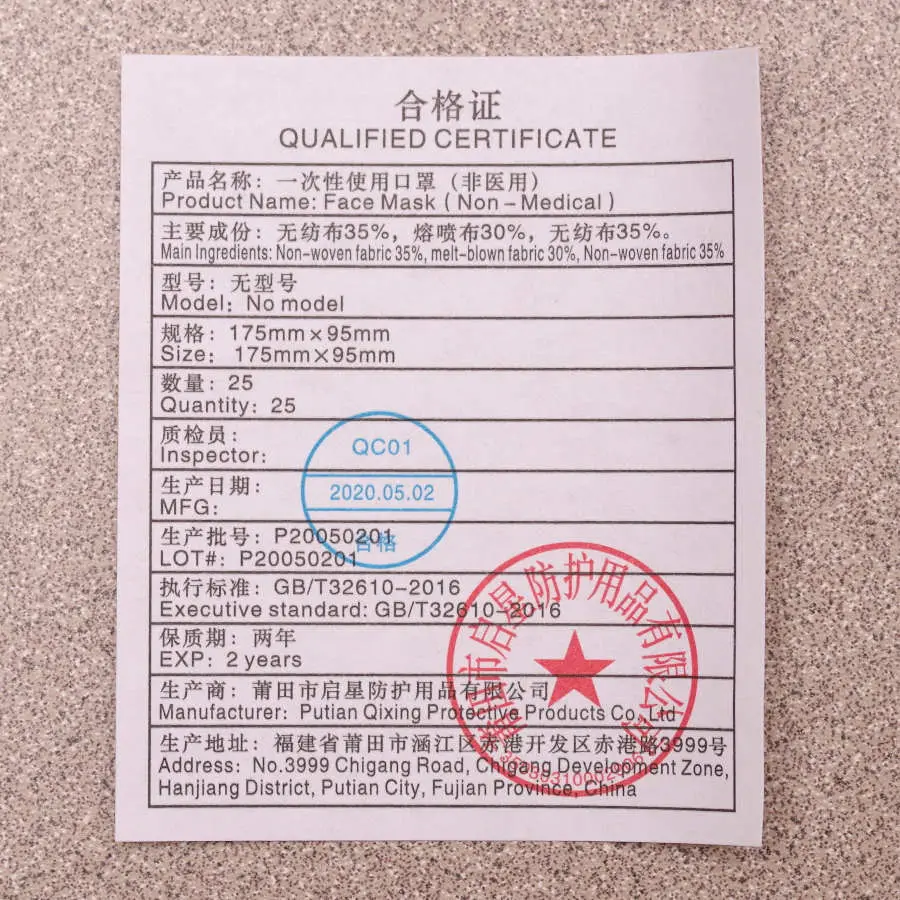 合格证
QUALIFIED CERTIFICATE
产品名称：一次性使用口罩（非医用）
Product Name: Face Mask ( Non-Medical )
主要成份：无纺布35%，熔喷布30%，无纺布35%。
Main Ingredients: Non-woven fabric 35%, melt-blown fabric 30%, Non-woven fabric 35%
型号：无型号
Model: No model
规格：175mm×95mm
Size: 175mm×95mm
数量：25
Quantity: 25
质检员：
Inspector:
QC01
生产日期：
MFG:
2020.05.02
生产批号：P20050201
LOT#: P20050201
合格
执行标准：GB/T32610-2016
Executive standard: GB/T32610-2016
保质期：两年
EXP: 2 years
生产商：莆田市启星防护用品有限公司
Manufacturer: Putian Qixing Protective Products Co., Ltd
生产地址：福建省莆田市涵江区赤港开发区赤港路3999号
Address: No.3999 Chigang Road, Chigang Development Zone,
Hanjiang District, Putian City, Fujian Province, China
莆田市启星防护用品有限公司